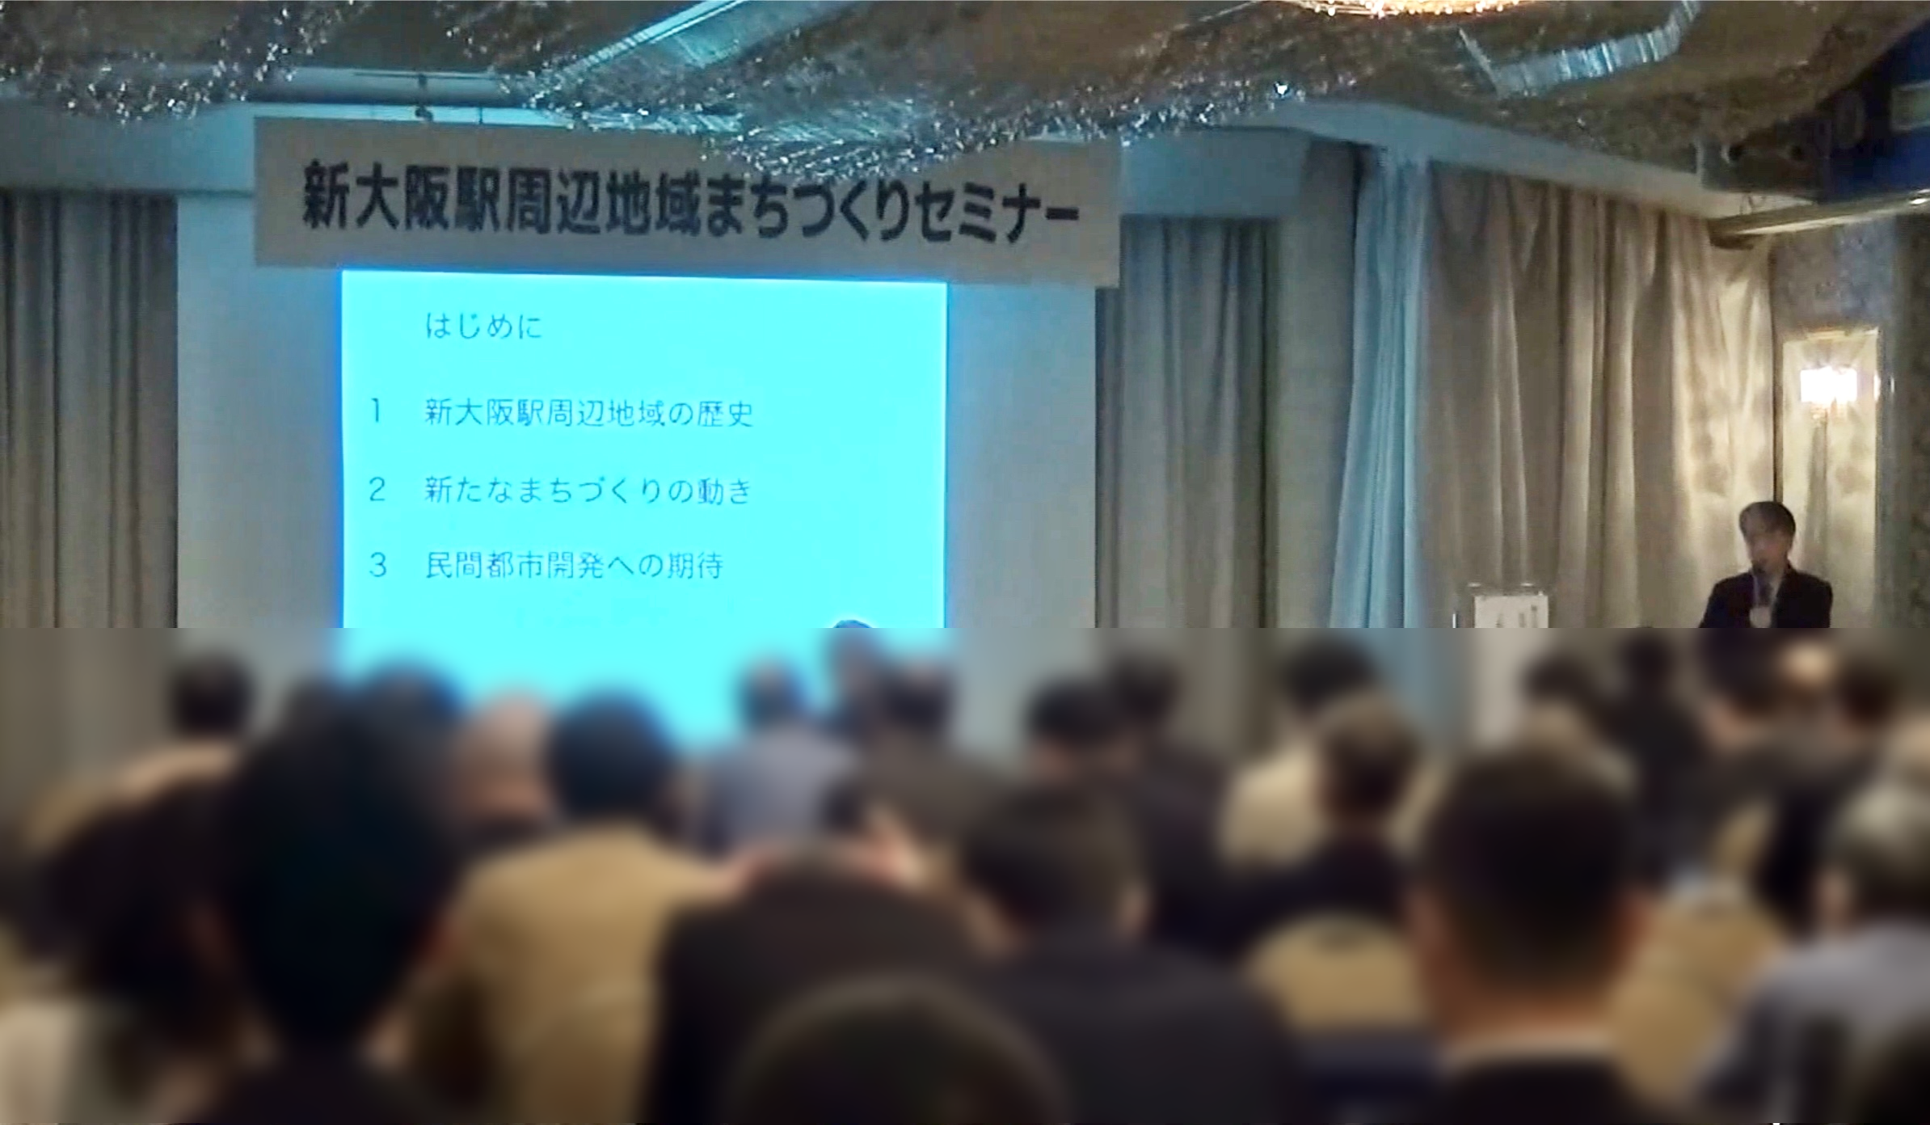 新大阪駅周辺地域まちづくりセミナー
はじめに
1 新大阪駅周辺地域の歴史
2 新たなまちづくりの動き
3 民間都市開発への期待